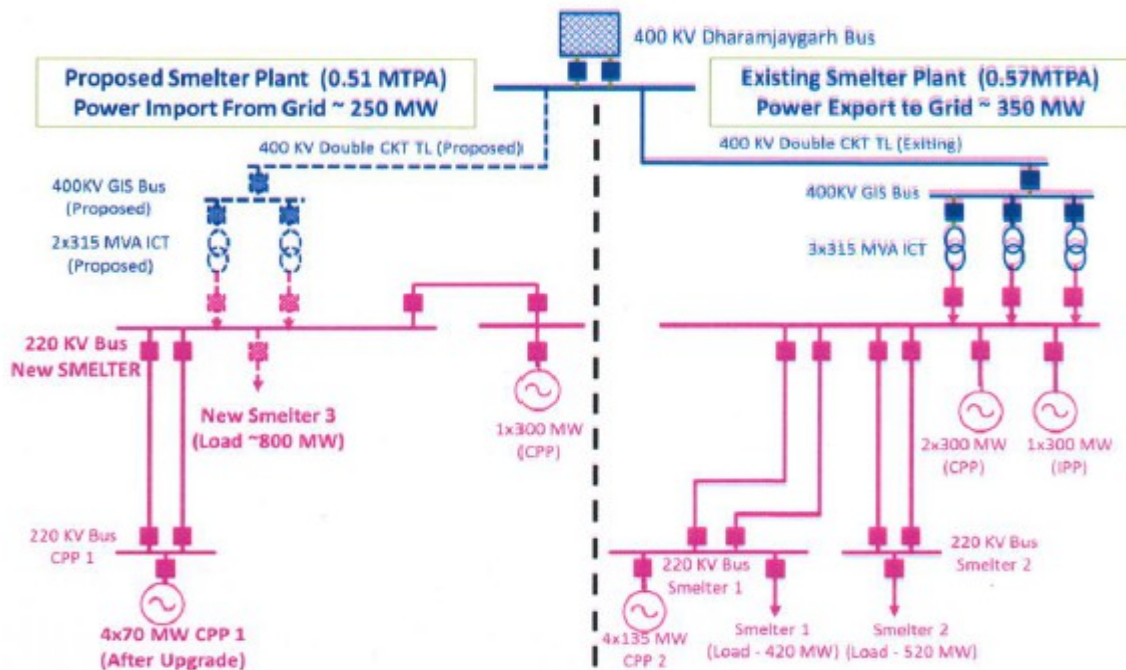 400 KV Dharamjaygarh Bus
Proposed Smelter Plant (0.51 MTPA)
Power Import From Grid ~ 250 MW
Existing Smelter Plant (0.57MTPA)
Power Export to Grid ~ 350 MW
400 KV Double CKT TL (Proposed)
400 KV Double CKT TL (Exiting)
400KV GIS Bus
(Proposed)
400KV GIS Bus
2x315 MVA ICT
(Proposed)
3x315 MVA ICT
220 KV Bus
New SMELTER
New Smelter 3
(Load ~800 MW)
1x300 MW
(CPP)
2x300 MW
(CPP)
1x300 MW
(IPP)
220 KV Bus
CPP 1
220 KV Bus
Smelter 1
220 KV Bus
Smelter 2
4x70 MW CPP 1
(After Upgrade)
4x135 MW
CPP 2
Smelter 1
(Load - 420 MW)
Smelter 2
(Load - 520 MW)